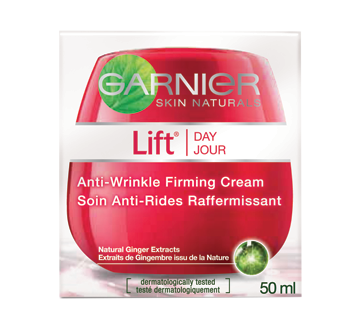 GARNIER
SKIN NATURALS
Lift® DAY
JOUR
Anti-Wrinkle Firming Cream
Soin Anti-Rides Raffermissant
Natural Ginger Extracts
Extraits de Gingembre issu de la Nature
dermatologically tested
testé dermatologiquement
50 ml